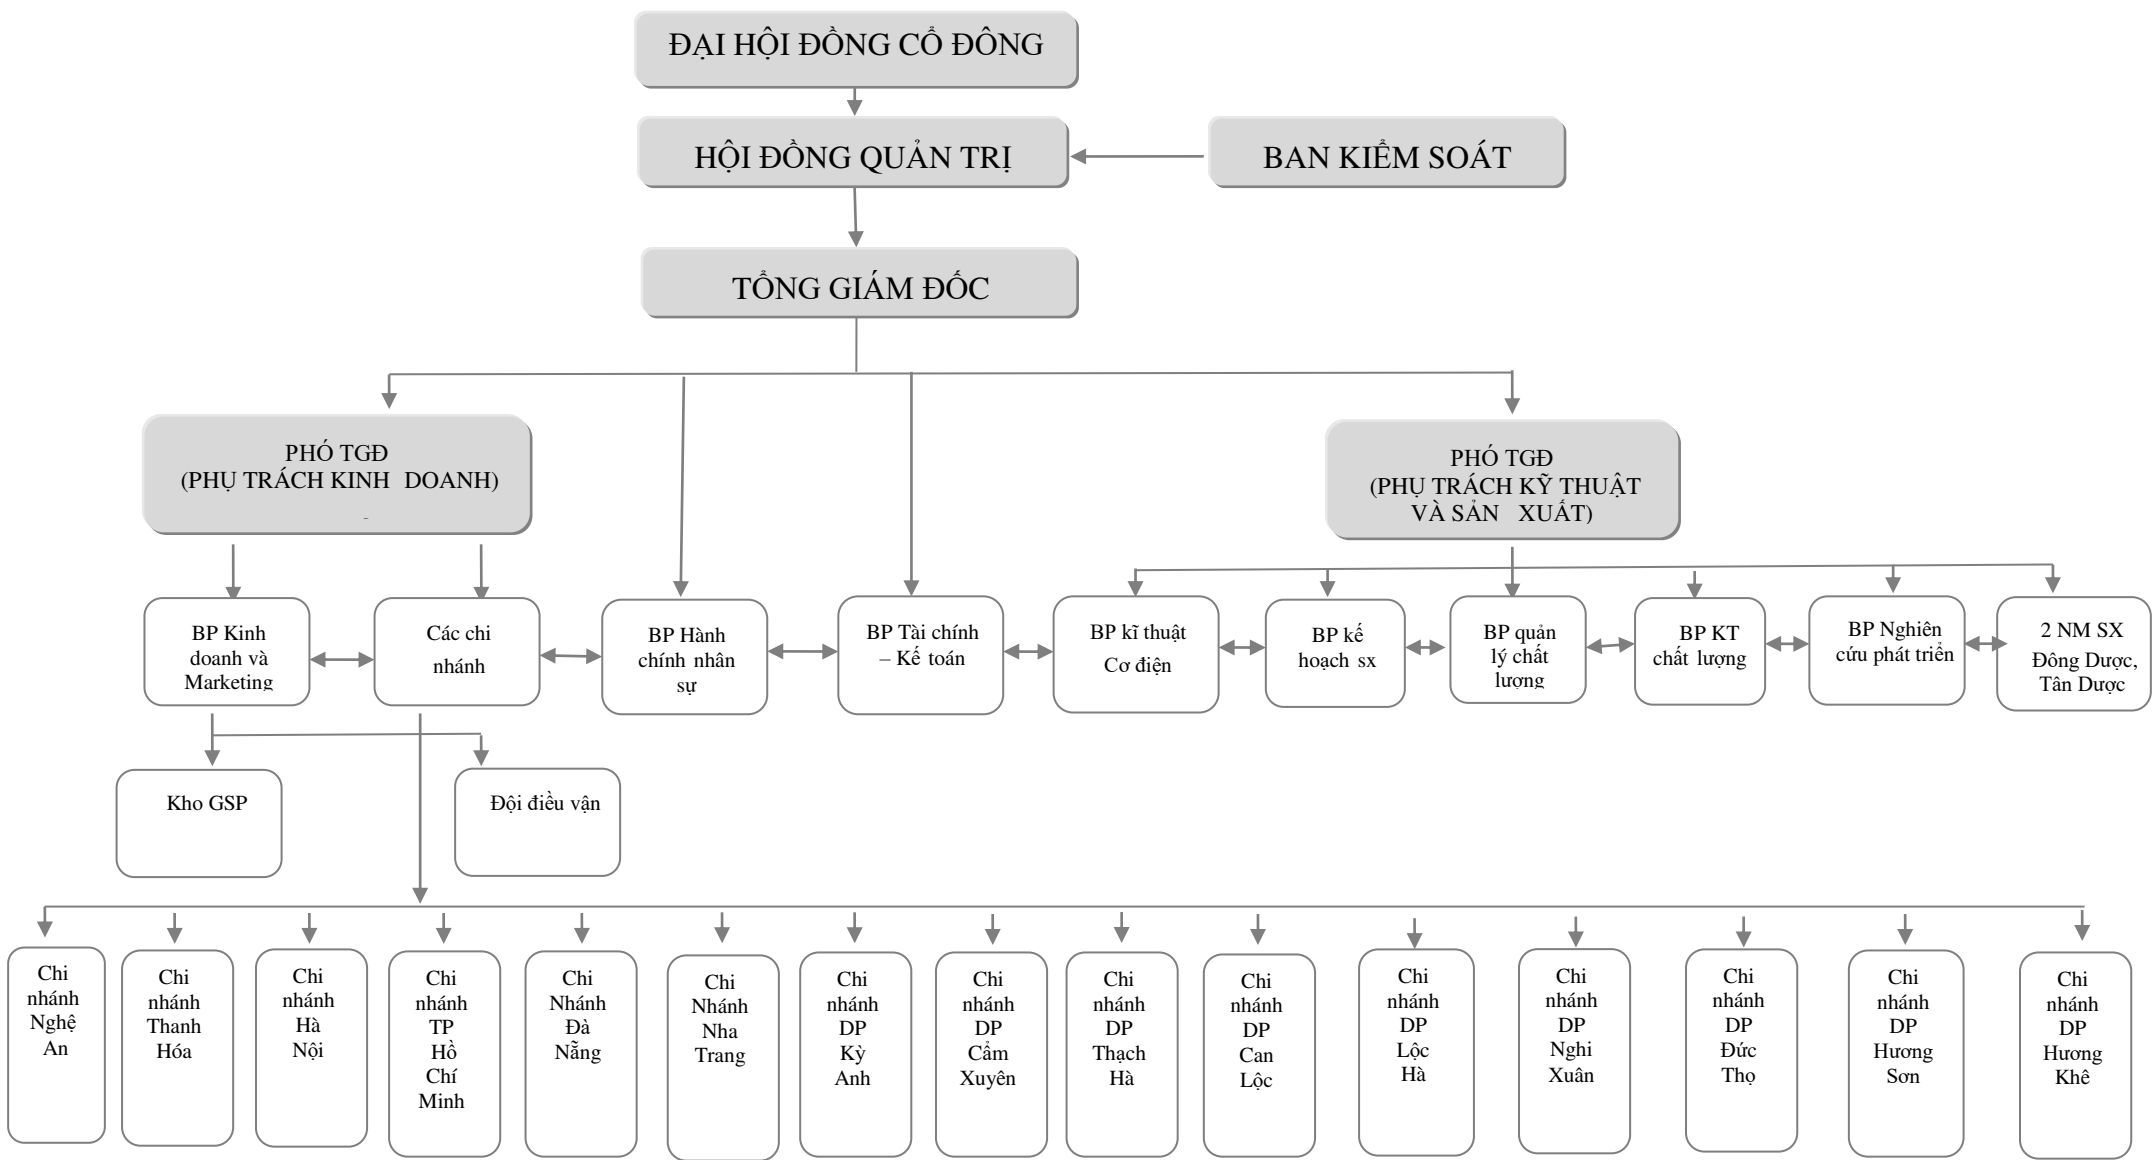 ĐẠI HỘI ĐỒNG CỔ ĐÔNG
HỘI ĐỒNG QUẢN TRỊ
BAN KIỂM SOÁT
TỔNG GIÁM ĐỐC
PHÓ TGĐ
(PHỤ TRÁCH KINH DOANH)
PHÓ TGĐ
(PHỤ TRÁCH KỸ THUẬT
VÀ SẢN XUẤT)
BP Kinh
doanh và
Marketing
Các chi
nhánh
BP Hành
chính nhân
sự
BP Tài chính
– Kế toán
BP kĩ thuật
Cơ điện
BP kế
hoạch sx
BP quản
lý chất
lượng
BP KT
chất lượng
BP Nghiên
cứu phát triển
2 NM SX
Đông Dược,
Tân Dược
Kho GSP
Đội điều vận
Chi
nhánh
Nghệ
An
Chi
nhánh
Thanh
Hóa
Chi
nhánh
Hà
Nội
Chi
nhánh
TP
Hồ
Chí
Minh
Chi
Nhánh
Đà
Nẵng
Chi
Nhánh
Nha
Trang
Chi
nhánh
DP
Kỳ
Anh
Chi
nhánh
DP
Cẩm
Xuyên
Chi
nhánh
DP
Thạch
Hà
Chi
nhánh
DP
Can
Lộc
Chi
nhánh
DP
Lộc
Hà
Chi
nhánh
DP
Nghi
Xuân
Chi
nhánh
DP
Đức
Thọ
Chi
nhánh
DP
Hương
Sơn
Chi
nhánh
DP
Hương
Khê